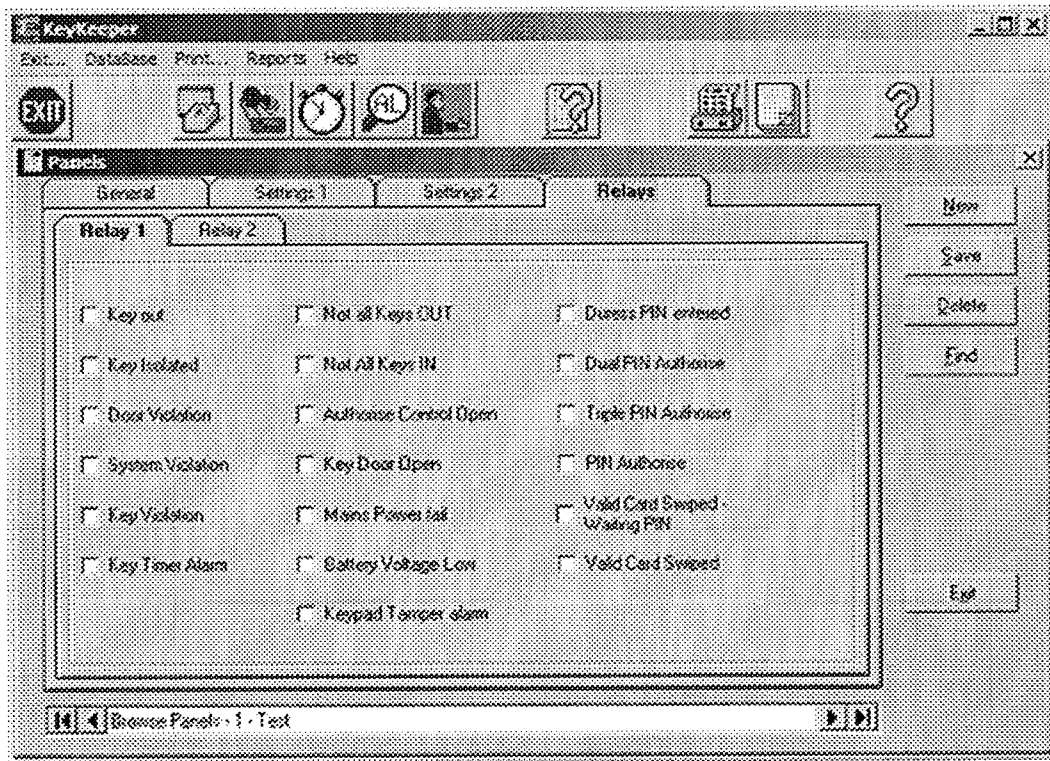 KeyKeeper
Exit... DataBase Print... Reports Help
EXIT AL
Panels
General Settings 1 Settings 2 Relays
New
Relay 1 Relay 2
Save
Key out Not all Keys OUT Duress PIN entered
Delete
Key Isolated Not All Keys IN Dual PIN Authorise
Find
Door Violation Authorise Control Open Triple PIN Authorise
System Violation Key Door Open PIN Authorise
Key Violation Mains Power fail Valid Card Swiped -
Waiting PIN
Key Timer Alarm Battery Voltage Low Valid Card Swiped
Exit
Keypad Tamper alarm
Browse Panels - 1 - Test